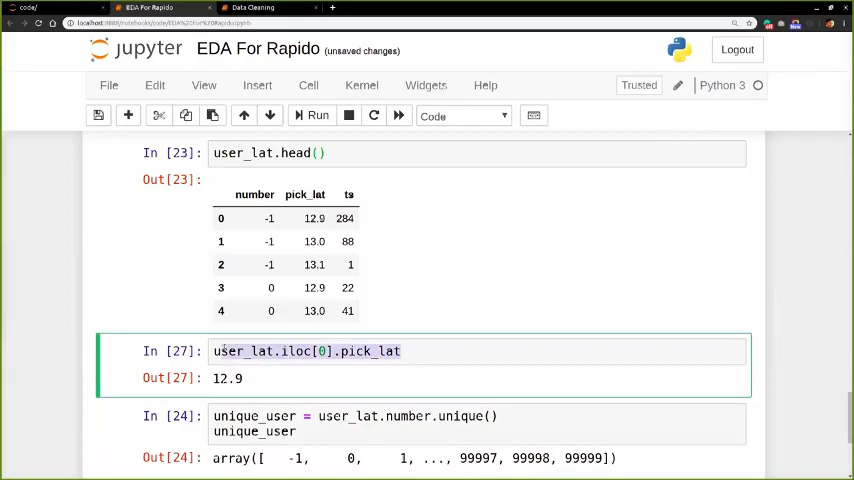 code/
EDA For Rapido
Data Cleaning
jupyter EDA For Rapido (unsaved changes)
Logout
File Edit View Insert Cell Kernel Widgets Help
Trusted Python 3
Run Code
In [23]: user_lat.head()
Out[23]:
number pick_lat ts
0 -1 12.9 284
1 -1 13.0 88
2 -1 13.1 1
3 0 12.9 22
4 0 13.0 41
In [27]: user_lat.iloc[0].pick_lat
Out[27]: 12.9
In [24]: unique_user = user_lat.number.unique()
unique_user
Out[24]: array([ -1, 0, 1, ..., 99997, 99998, 99999])